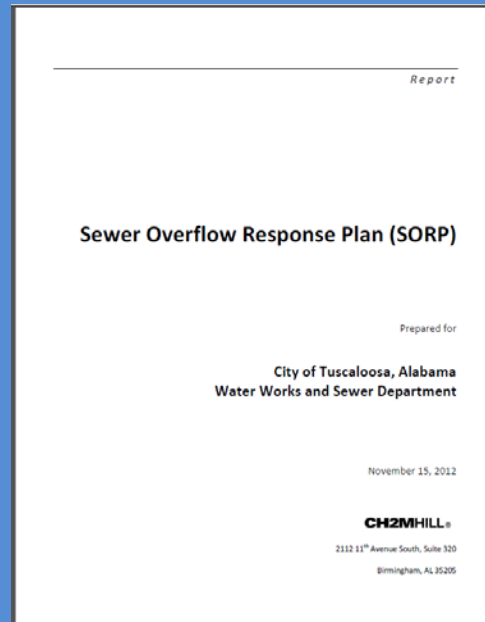 Report
Sewer Overflow Response Plan (SORP)
Prepared for
City of Tuscaloosa, Alabama
Water Works and Sewer Department
November 15, 2012
CH2MHILL®
2112 11th Avenue South, Suite 320
Birmingham, AL 35205